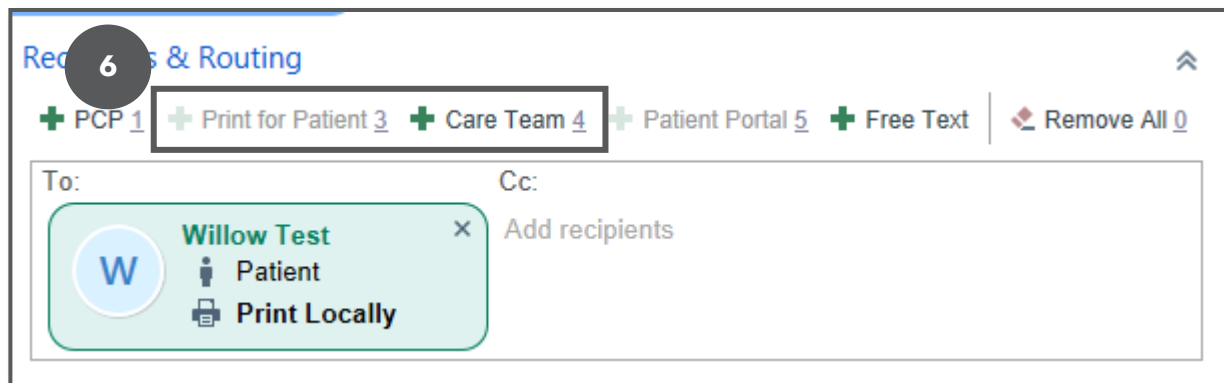 Rec s & Routing
6
PCP 1 Print for Patient 3 Care Team 4 Patient Portal 5 Free Text Remove All 0
To: Cc:
Willow Test × Add recipients
W Patient
Print Locally